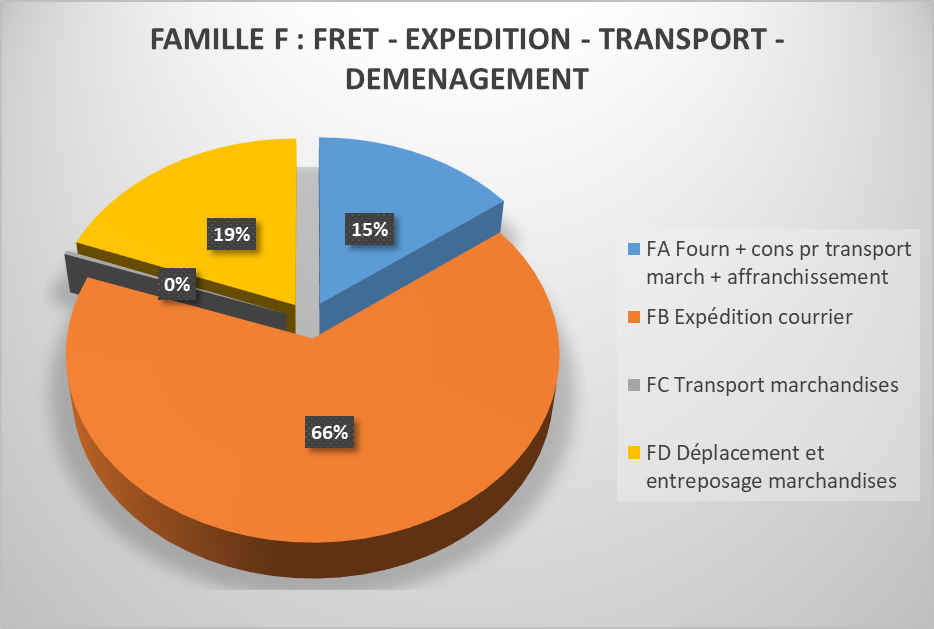 FAMILLE F : FRET - EXPEDITION - TRANSPORT -
DEMENAGEMENT
19%
15%
0%
66%
FA Fourn + cons pr transport
march + affranchissement
FB Expédition courrier
FC Transport marchandises
FD Déplacement et
entreposage marchandises